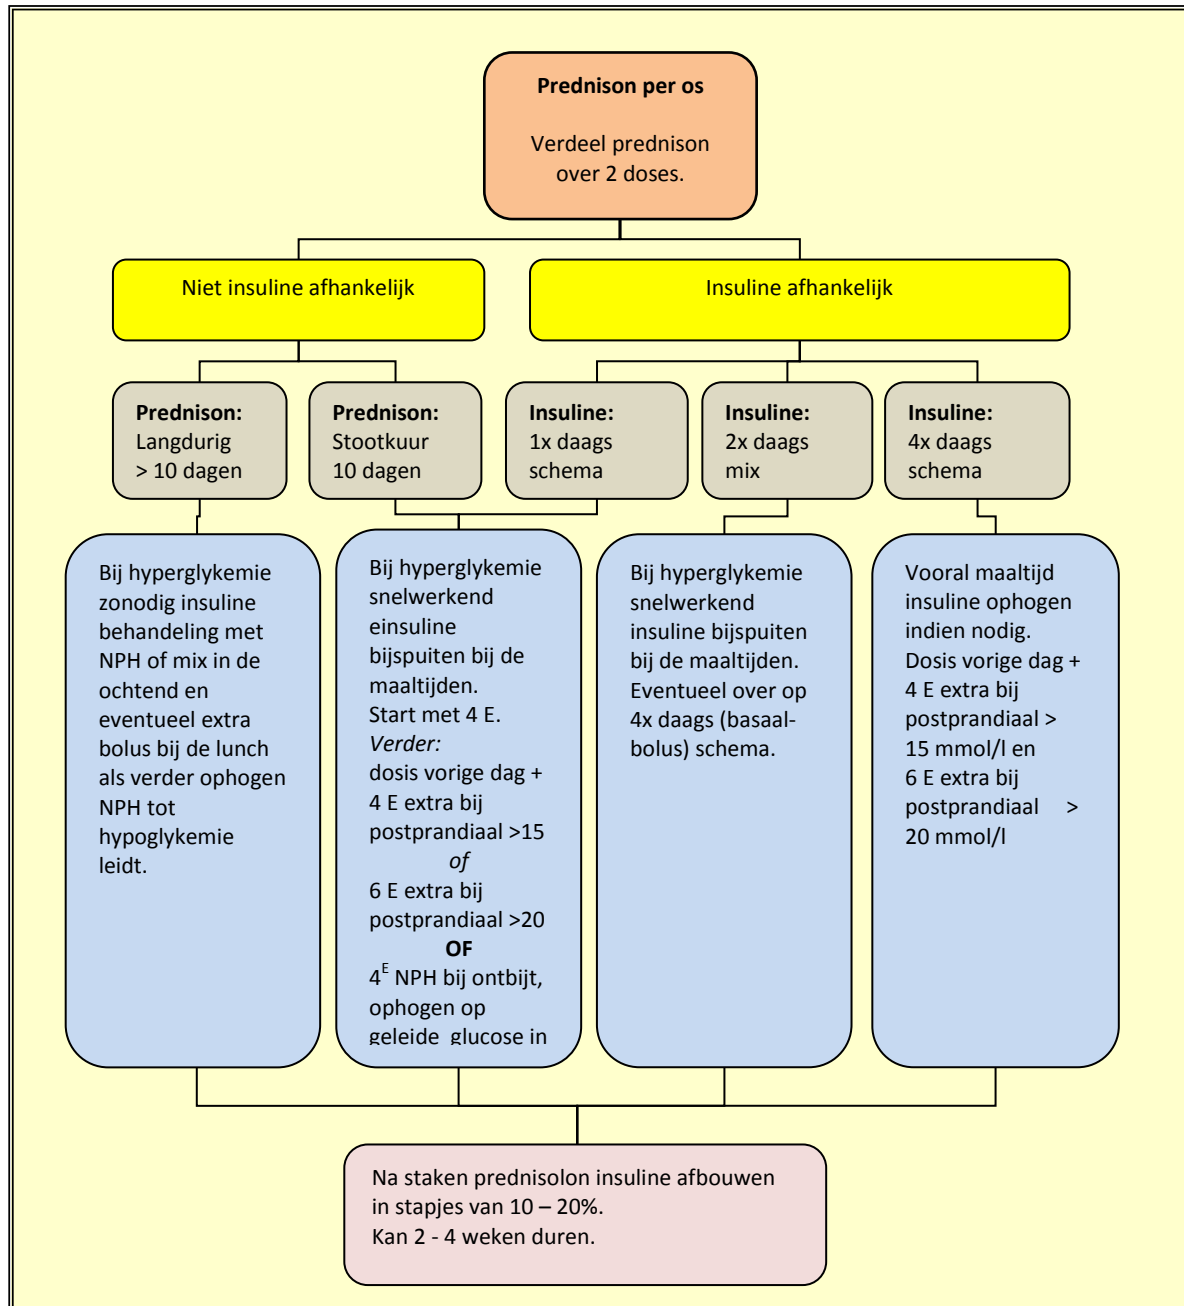 Prednison per os
Verdeel prednison
over 2 doses.
Niet insuline afhankelijk
Insuline afhankelijk
Prednison:
Langdurig
> 10 dagen
Prednison:
Stootkuur
10 dagen
Insuline:
1x daags
schema
Insuline:
2x daags
mix
Insuline:
4x daags
schema
Bij hyperglykemie
zonodig insuline
behandeling met
NPH of mix in de
ochtend en
eventueel extra
bolus bij de lunch
als verder ophogen
NPH tot
hypoglykemie
leidt.
Bij hyperglykemie
snelwerkend
einsuline
bijspuiten bij de
maaltijden.
Start met 4 E.
Verder:
dosis vorige dag +
4 E extra bij
postprandiaal >15
of
6 E extra bij
postprandiaal >20
OF
4E NPH bij ontbijt,
ophogen op
geleide glucose in
Bij hyperglykemie
snelwerkend
insuline bijspuiten
bij de maaltijden.
Eventueel over op
4x daags (basaal-
bolus) schema.
Vooral maaltijd
insuline ophogen
indien nodig.
Dosis vorige dag +
4 E extra bij
postprandiaal >
15 mmol/l en
6 E extra bij
postprandiaal >
20 mmol/l
Na staken prednisolon insuline afbouwen
in stapjes van 10 – 20%.
Kan 2 - 4 weken duren.